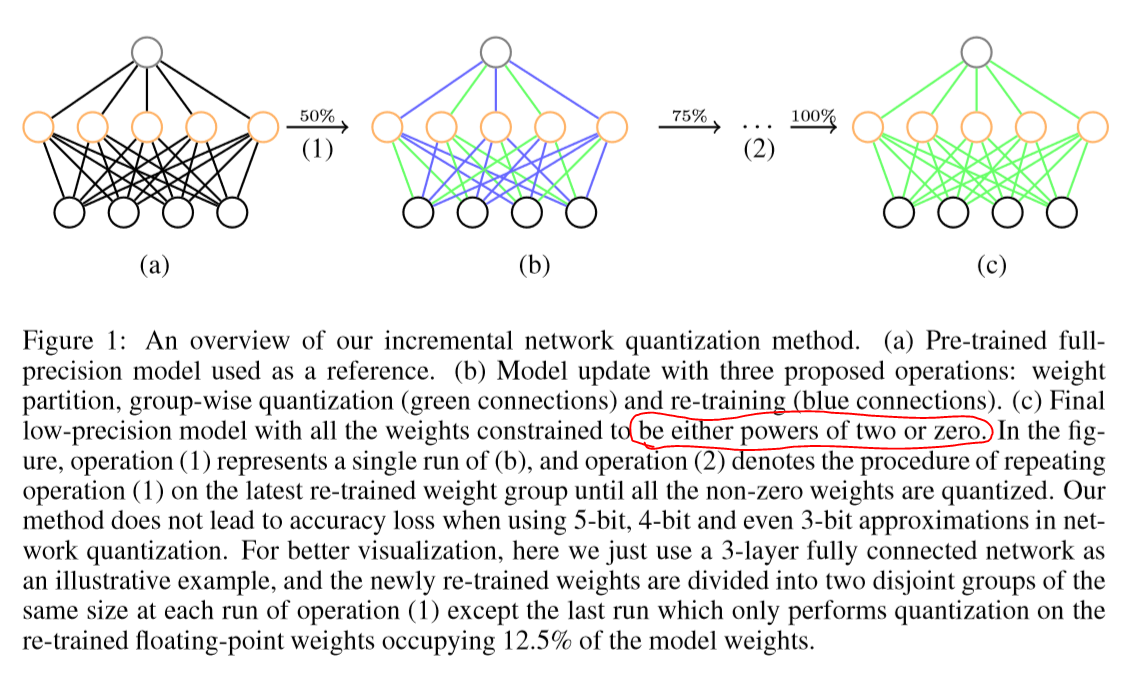 50%
(1)
75%
...
(2)
100%
(a)
(b)
(c)
Figure 1: An overview of our incremental network quantization method. (a) Pre-trained full-
precision model used as a reference. (b) Model update with three proposed operations: weight
partition, group-wise quantization (green connections) and re-training (blue connections). (c) Final
low-precision model with all the weights constrained to be either powers of two or zero. In the fig-
ure, operation (1) represents a single run of (b), and operation (2) denotes the procedure of repeating
operation (1) on the latest re-trained weight group until all the non-zero weights are quantized. Our
method does not lead to accuracy loss when using 5-bit, 4-bit and even 3-bit approximations in net-
work quantization. For better visualization, here we just use a 3-layer fully connected network as
an illustrative example, and the newly re-trained weights are divided into two disjoint groups of the
same size at each run of operation (1) except the last run which only performs quantization on the
re-trained floating-point weights occupying 12.5% of the model weights.